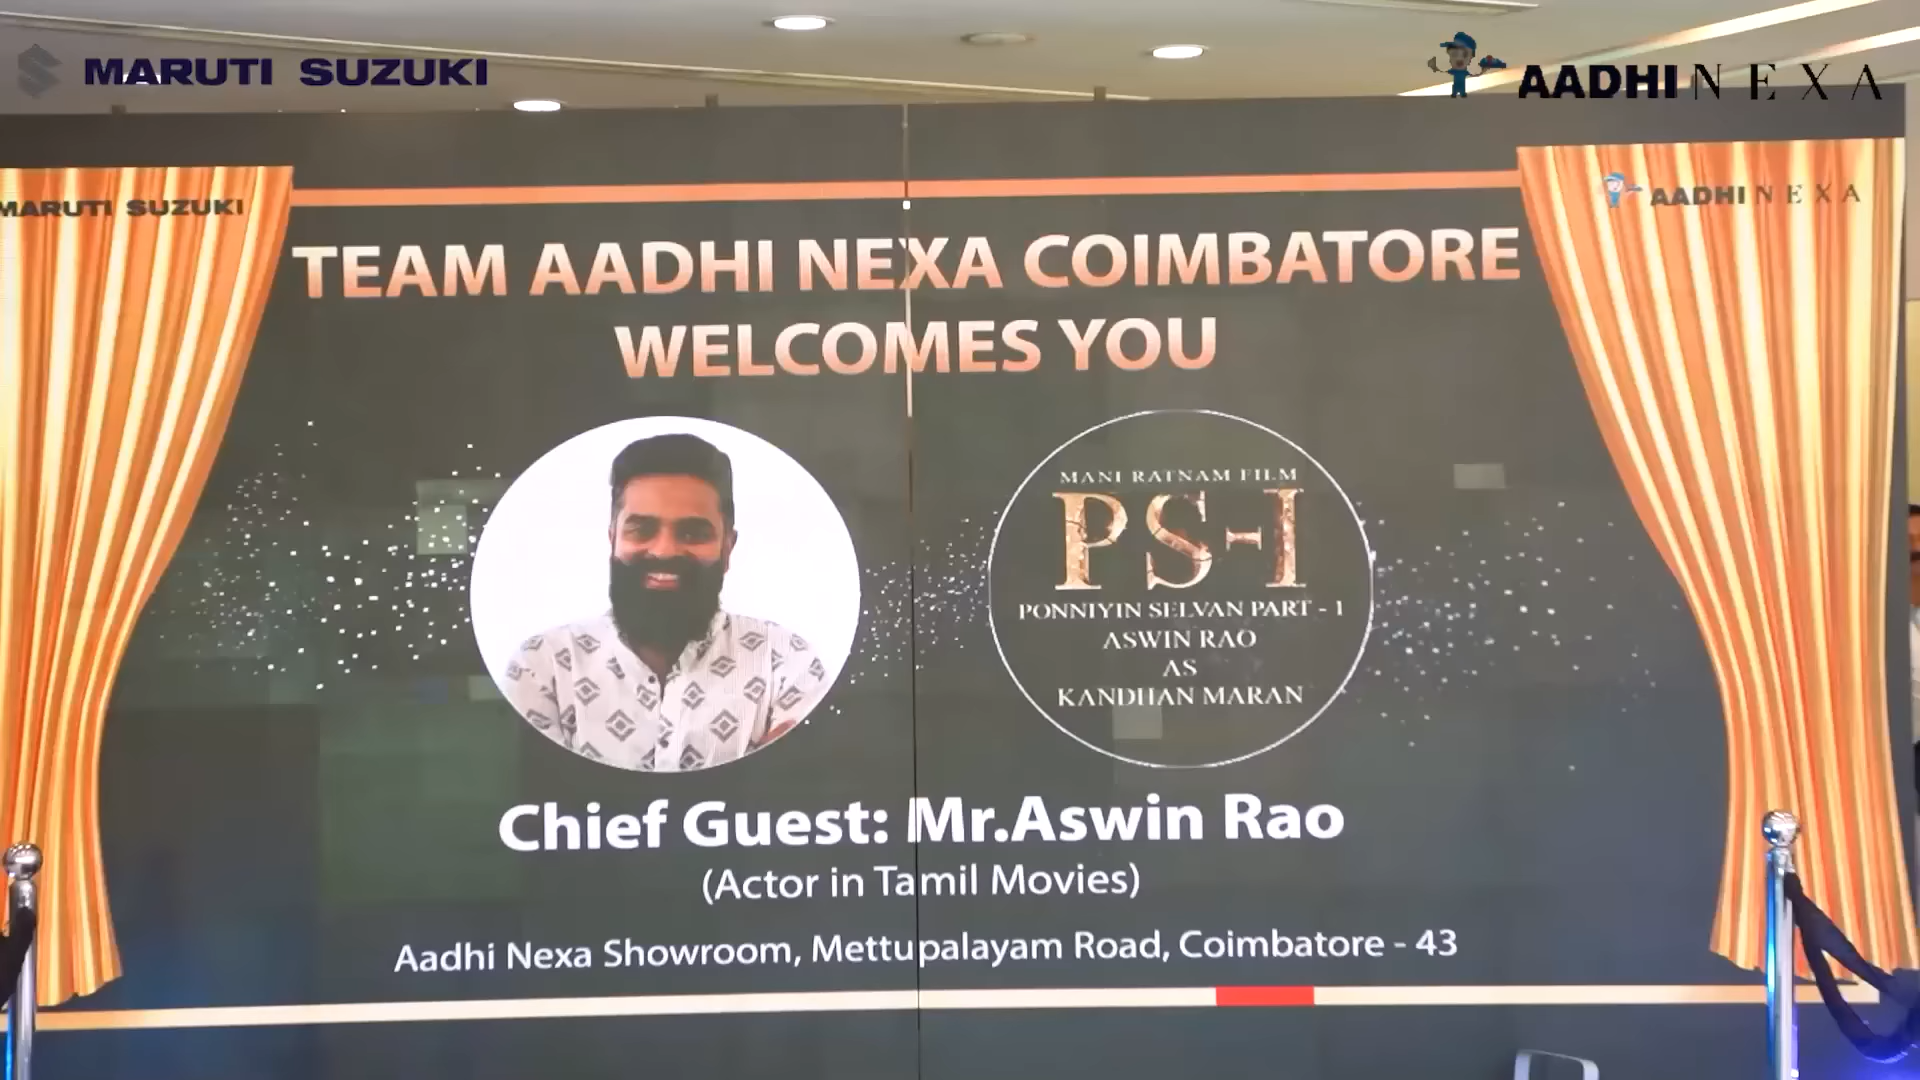 MARUTI SUZUKI
AADHI NEXA
MARUTI SUZUKI
AADHI NEXA
TEAM AADHI NEXA COIMBATORE
WELCOMES YOU
MANI RATNAM FILM
PS-I
PONNIYIN SELVAN PART - 1
ASWIN RAO
AS
KANDHAN MARAN
Chief Guest: Mr.Aswin Rao
(Actor in Tamil Movies)
Aadhi Nexa Showroom, Mettupalayam Road, Coimbatore - 43